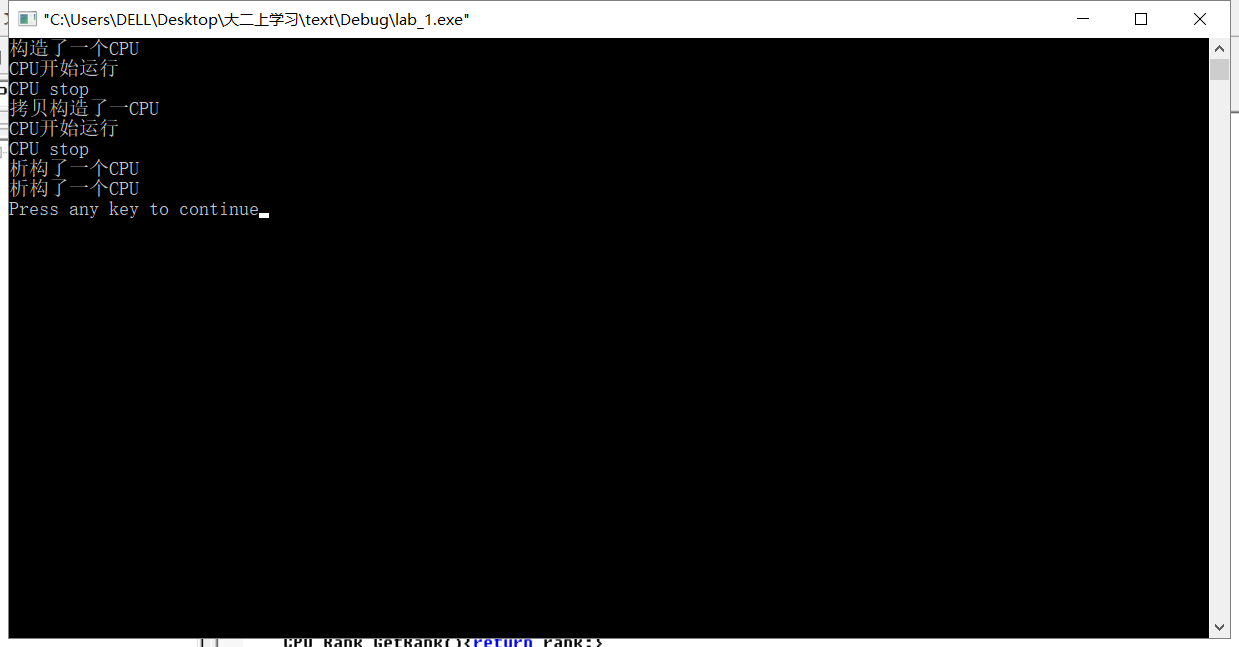 "C:\Users\DELL\Desktop\大二上学习\text\Debug\lab_1.exe"
构造了一个CPU
CPU开始运行
CPU stop
拷贝构造了一CPU
CPU开始运行
CPU stop
析构了一个CPU
析构了一个CPU
Press any key to continue
CPU_Rank GetRank(){return rank;}